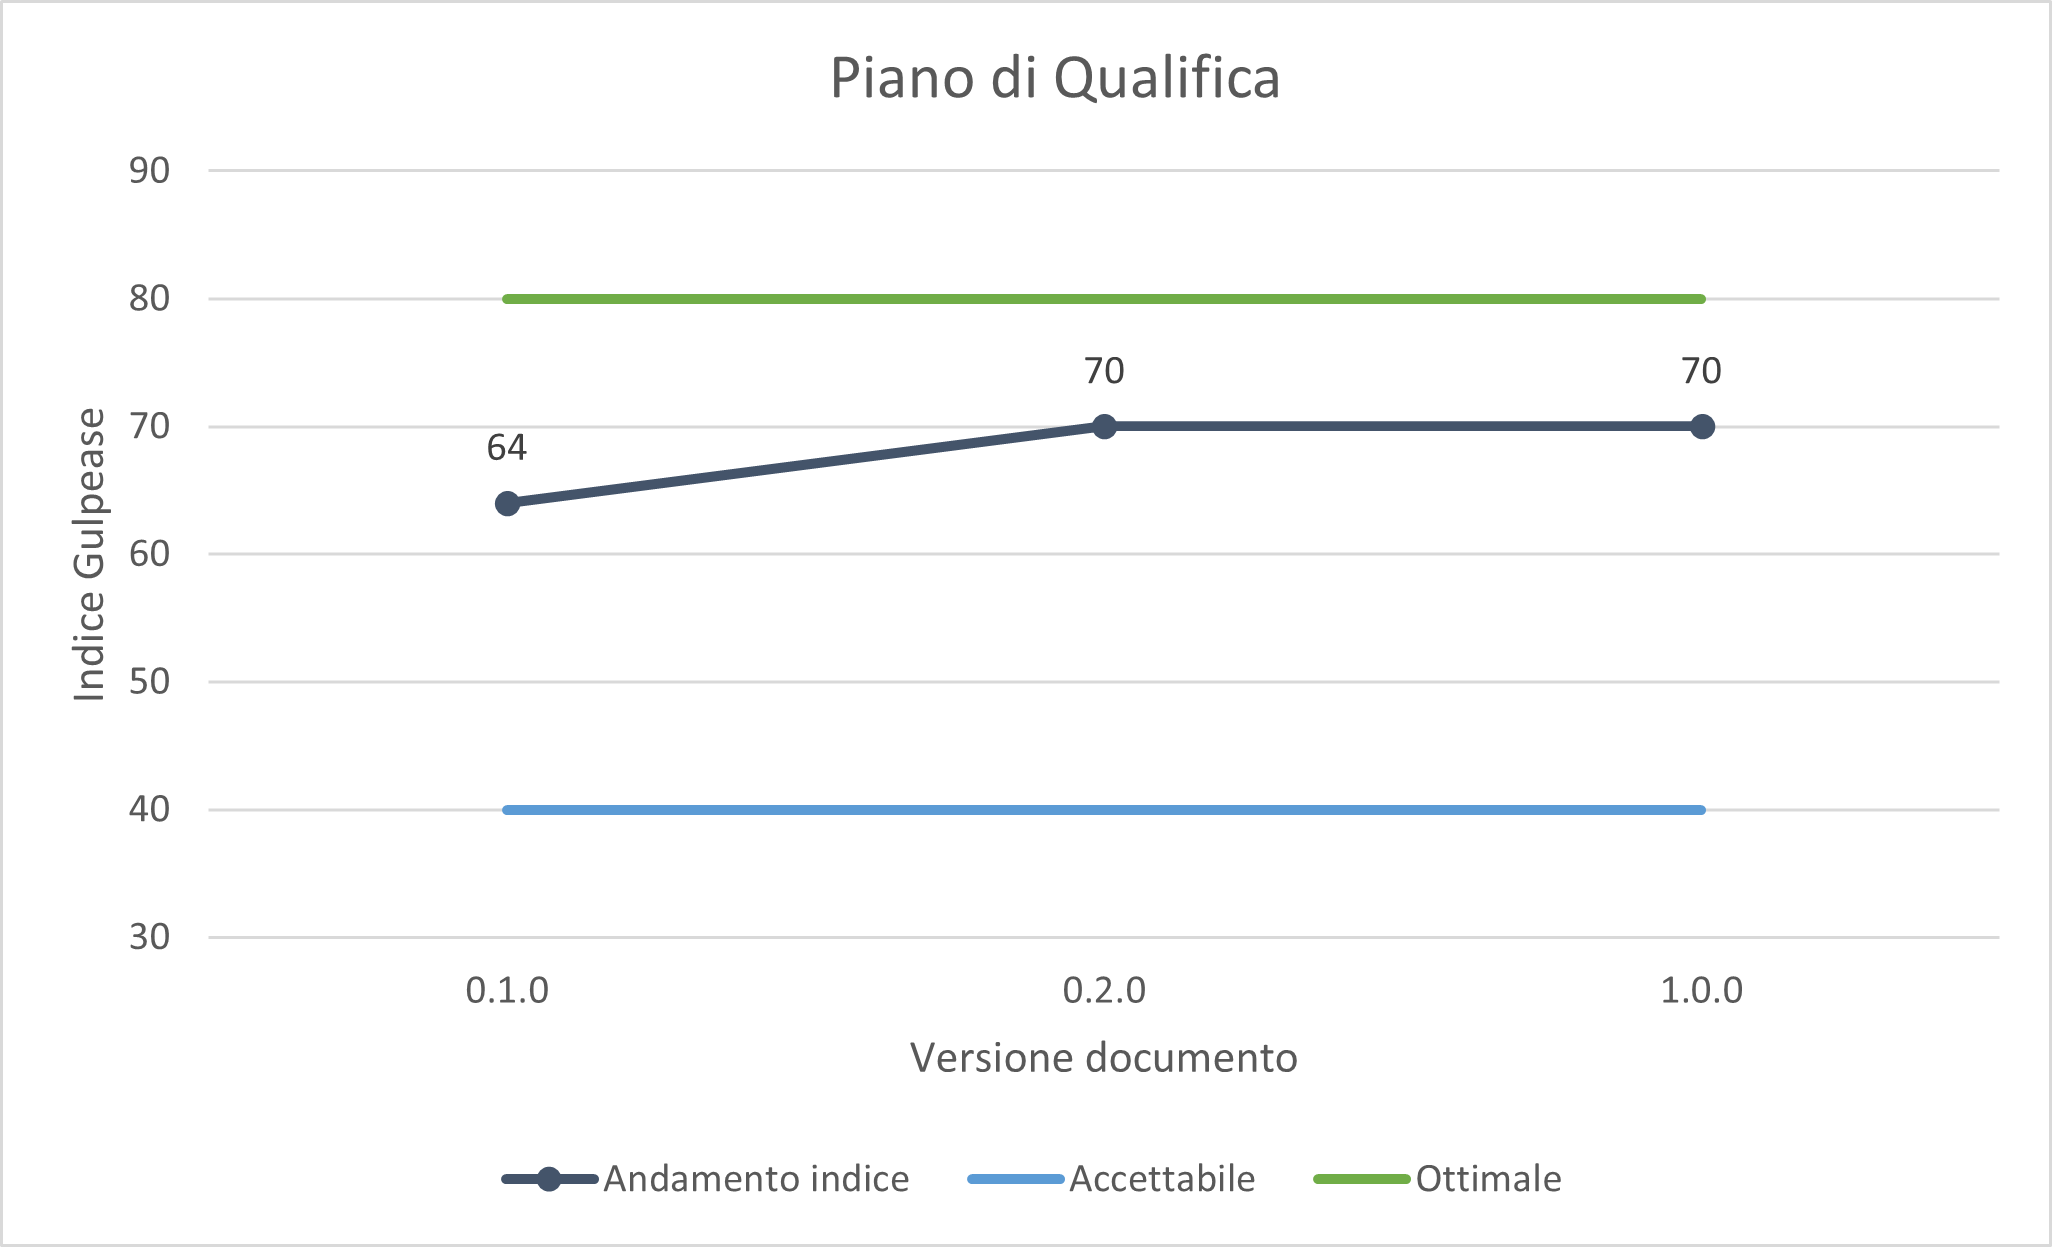 Piano di Qualifica
90
80
70
60
50
40
30
Indice Gulpease
64
70
70
0.1.0
0.2.0
1.0.0
Versione documento
Andamento indice
Accettabile
Ottimale